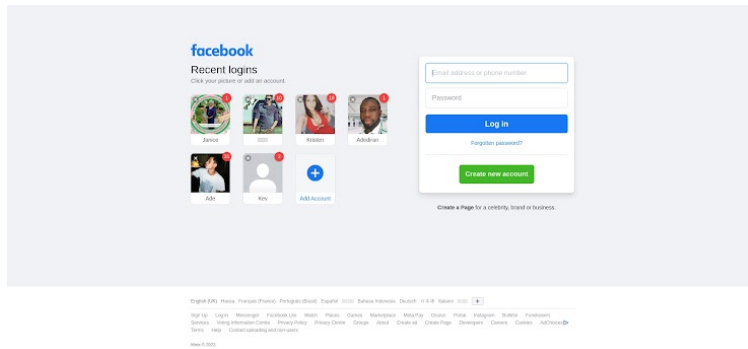 facebook
Recent logins
Click your picture or add an account.
Janice
Kristen
Adedinan
Ade
Kev
Add Account
Email address or phone number
Password
Log in
Forgotten password?
Create new account
Create a Page for a celebrity, brand or business.
English (UK) Hausa Français (France) Português (Brasil) Español Bahasa Indonesia Deutsch Italiano +
Sign Up Log in Messenger Facebook Lite Watch Places Games Marketplace Meta Pay Oculus Portal Instagram Bulletin Fundraisers
Services Voting Information Centre Privacy Policy Privacy Centre Groups About Create ad Create Page Developers Careers Cookies AdChoices
Terms Help Contact uploading and non-users
Meta ©